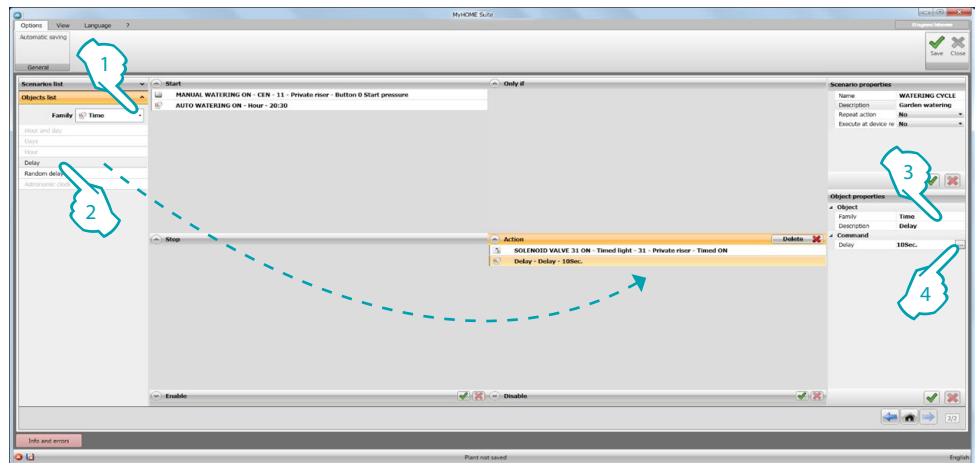 MyHOME Suite
Options View Language ?
Automatic saving
General
Save Close
Scenarios list
Objects list
Family Time
Hour and day
Days
Hour
Delay
Random delay
Astronomic clock
1
2
3
4
Start
MANUAL WATERING ON - CEN - 11 - Private riser - Button 0 Start pressure
AUTO WATERING ON - Hour - 20:30
Only if
Stop
Action Delete
SOLENOID VALVE 31 ON - Timed light - 31 - Private riser - Timed ON
Delay - Delay - 10Sec.
Enable
Disable
Scenario properties
Name WATERING CYCLE
Description Garden watering
Repeat action No
Execute at device re No
Object properties
Object
Family Time
Description Delay
Command
Delay 10Sec. ...
2/2
Info and errors
Plant not saved
English